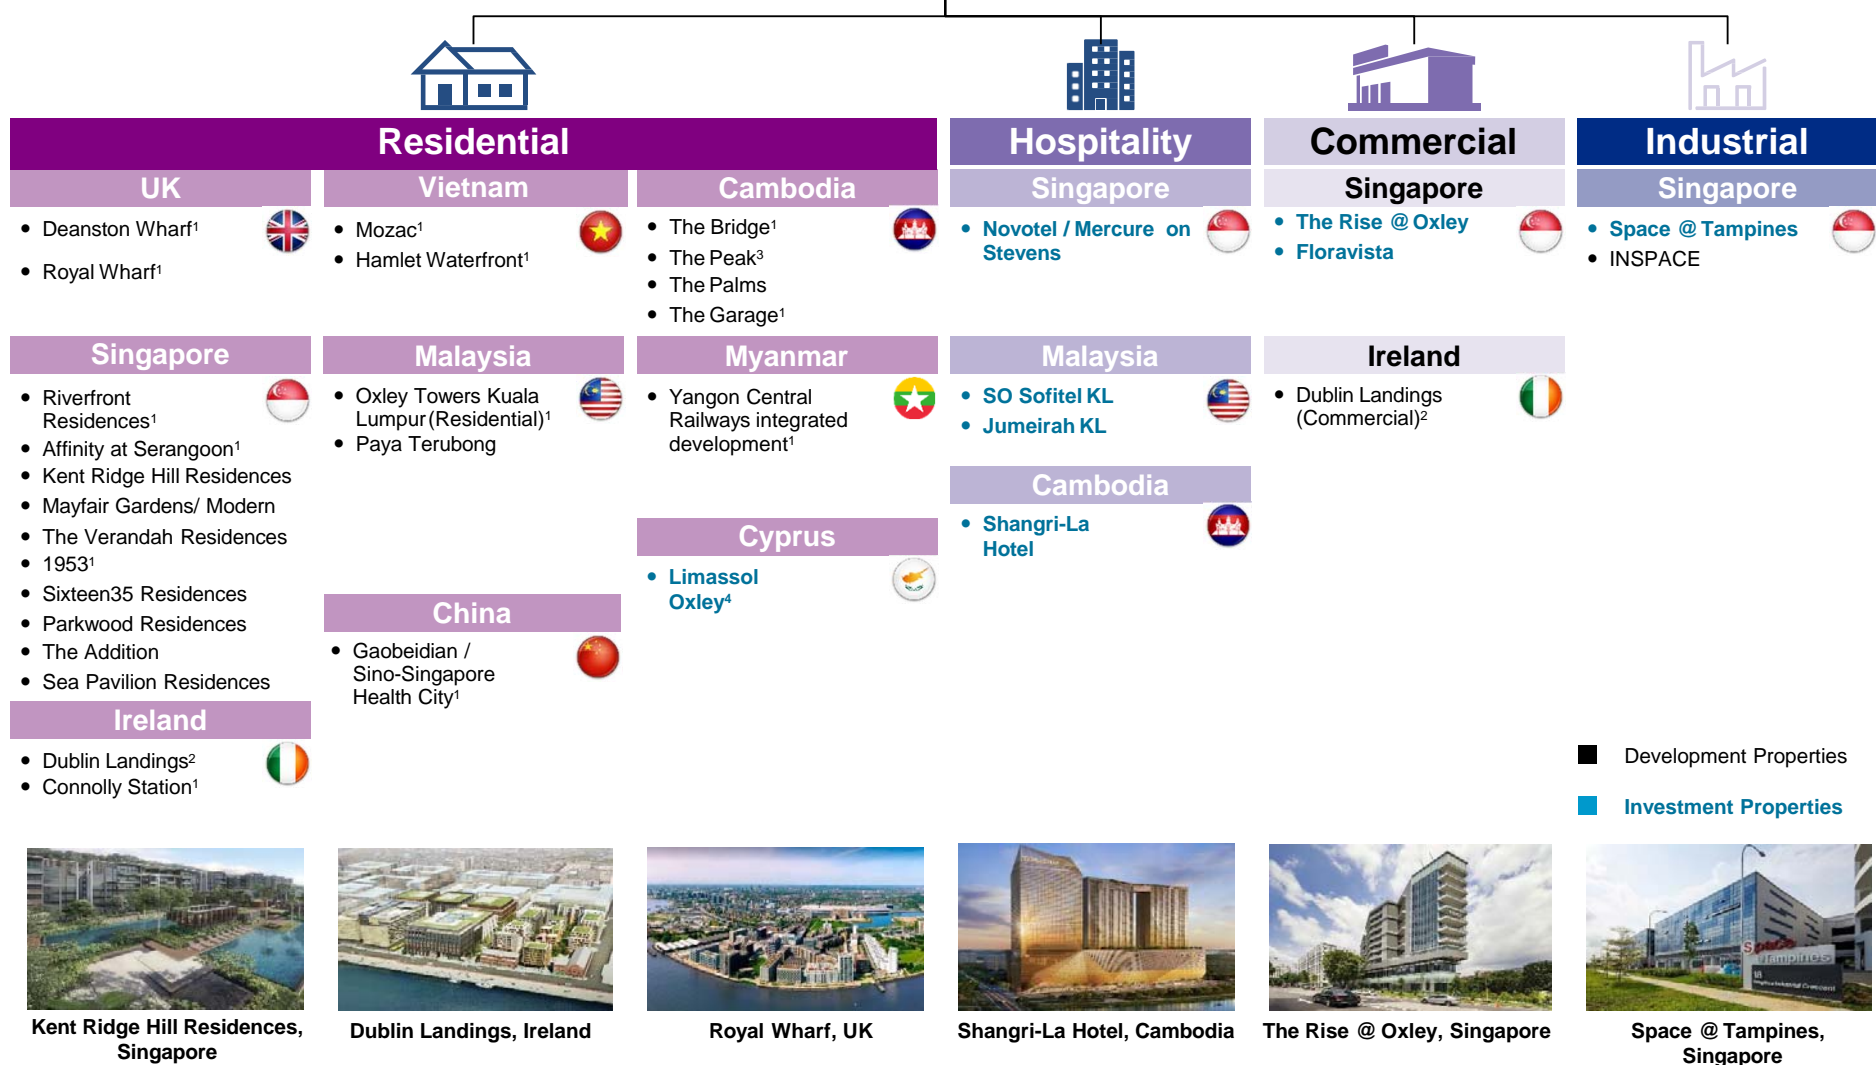 Residential
UK
• Deanston Wharf¹
• Royal Wharf¹
Vietnam
• Mozac¹
• Hamlet Waterfront¹
Cambodia
• The Bridge¹
• The Peak³
• The Palms
• The Garage¹
Singapore
• Riverfront
Residences¹
• Affinity at Serangoon¹
• Kent Ridge Hill Residences
• Mayfair Gardens/ Modern
• The Verandah Residences
• 1953¹
• Sixteen35 Residences
• Parkwood Residences
• The Addition
• Sea Pavilion Residences
Malaysia
• Oxley Towers Kuala
Lumpur (Residential)¹
• Paya Terubong
Myanmar
• Yangon Central
Railways integrated
development¹
Cyprus
• Limassol
Oxley⁴
China
• Gaobeidian /
Sino-Singapore
Health City¹
Ireland
• Dublin Landings²
• Connolly Station¹
Hospitality
Singapore
• Novotel / Mercure on
Stevens
Malaysia
• SO Sofitel KL
• Jumeirah KL
Cambodia
• Shangri-La
Hotel
Commercial
Singapore
• The Rise @ Oxley
• Floravista
Ireland
• Dublin Landings
(Commercial)²
Industrial
Singapore
• Space @ Tampines
• INSPACE
Development Properties
Investment Properties
Space
@Tampines
18
Industrial Crescent
Kent Ridge Hill Residences,
Singapore
Dublin Landings, Ireland
Royal Wharf, UK
Shangri-La Hotel, Cambodia
The Rise @ Oxley, Singapore
Space @ Tampines,
Singapore